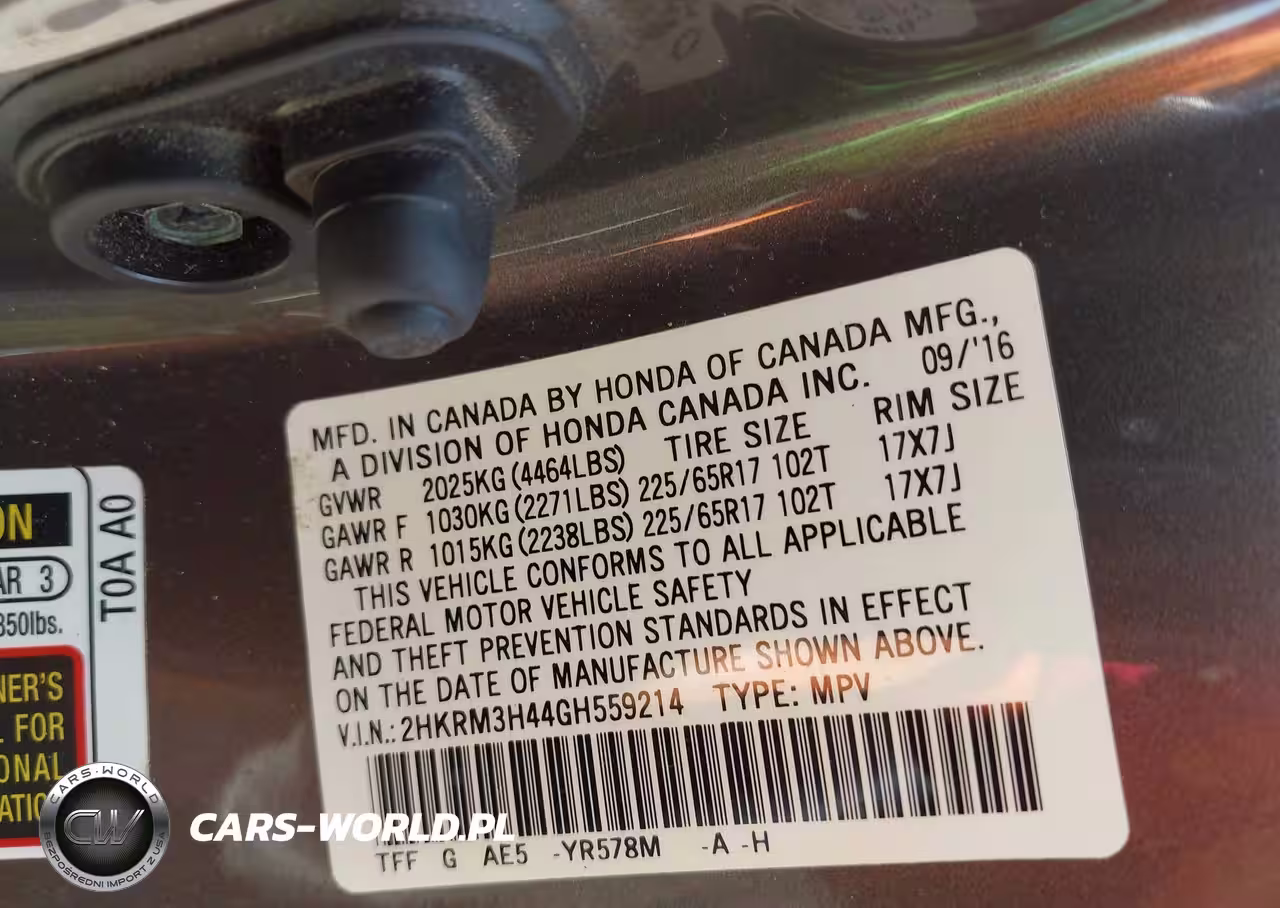 MFD. IN CANADA BY HONDA OF CANADA MFG.,
A DIVISION OF HONDA CANADA INC. 09/'16
GVWR 2025KG (4464LBS) TIRE SIZE RIM SIZE
GAWR F 1030KG (2271LBS) 225/65R17 102T 17X7J
GAWR R 1015KG (2238LBS) 225/65R17 102T 17X7J
THIS VEHICLE CONFORMS TO ALL APPLICABLE
FEDERAL MOTOR VEHICLE SAFETY
AND THEFT PREVENTION STANDARDS IN EFFECT
ON THE DATE OF MANUFACTURE SHOWN ABOVE.
V.I.N.: 2HKRM3H44GH559214 TYPE: MPV
TFF G AE5 -YR578M -A -H
ON
AR 3
850lbs.
NER'S
L FOR
ONAL
ATIO
T0A A0
CARS-WORLD
CW
BEZPOŚREDNI IMPORT Z USA
CARS-WORLD.PL